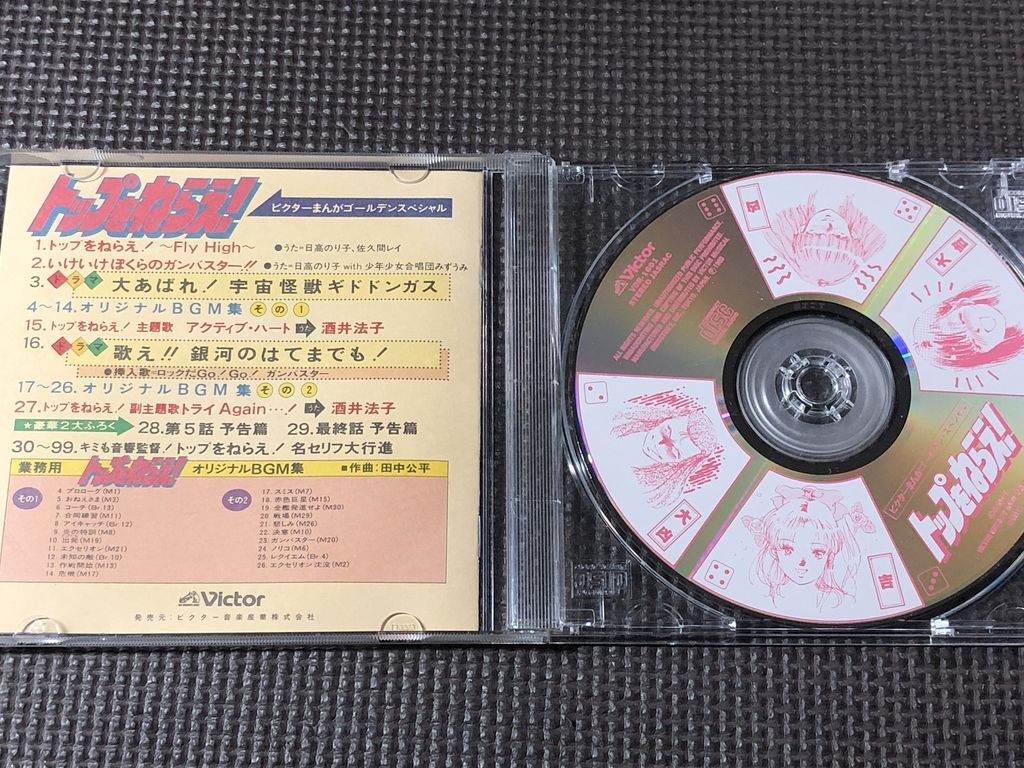 トップをねらえ!
ビクターまんがゴールデンスペシャル
1.トップをねらえ! 〜Fly High〜 ●うた=日高のり子、佐久間レイ
2.いけいけぼくらのガンバスター!! ●うた=日高のり子 with 少年少女合唱団みずうみ
3.ドラマ 大あばれ! 宇宙怪獣ギドドンガス
4〜14.オリジナルBGM集 その1
15.トップをねらえ! 主題歌 アクティブ・ハート うた 酒井法子
16.ドラマ 歌え!! 銀河のはてまでも!
●挿入歌 ロックだGo! Go! ガンバスター
17〜26.オリジナルBGM集 その2
27.トップをねらえ! 副主題歌トライ Again…! うた 酒井法子
★豪華2大ふろく 28.第5話 予告篇 29.最終話 予告篇
30〜99.キミも音響監督! トップをねらえ! 名セリフ大行進
業務用 トップをねらえ! オリジナルBGM集 ■作曲:田中公平
その1
4 プロローグ(M1)
5 おねえさま(M3)
6 コーチ(Br.13)
7 合同練習(M11)
8 アイキャッチ(Br.12)
9 炎の特訓(M8)
10 出発(M19)
11 エクセリオン(M21)
12 未知の敵(Br.10)
13 作戦開始(M13)
14 危機(M17)
その2
17 スミス(M7)
18 赤色巨星(M15)
19 全艦発進せよ(M30)
20 戦場(M29)
21 悲しみ(M26)
22 決意(M10)
23 ガンバスター(M20)
24 ノリコ(M6)
25 レクイエム(Br.4)
26 エクセリオン沈没(M2)
Victor
発売元:ビクター音楽産業株式会社
Victor
STEREO
ALL RIGHTS RESERVED.
トップをねらえ!
大吉
大凶
吉
凶